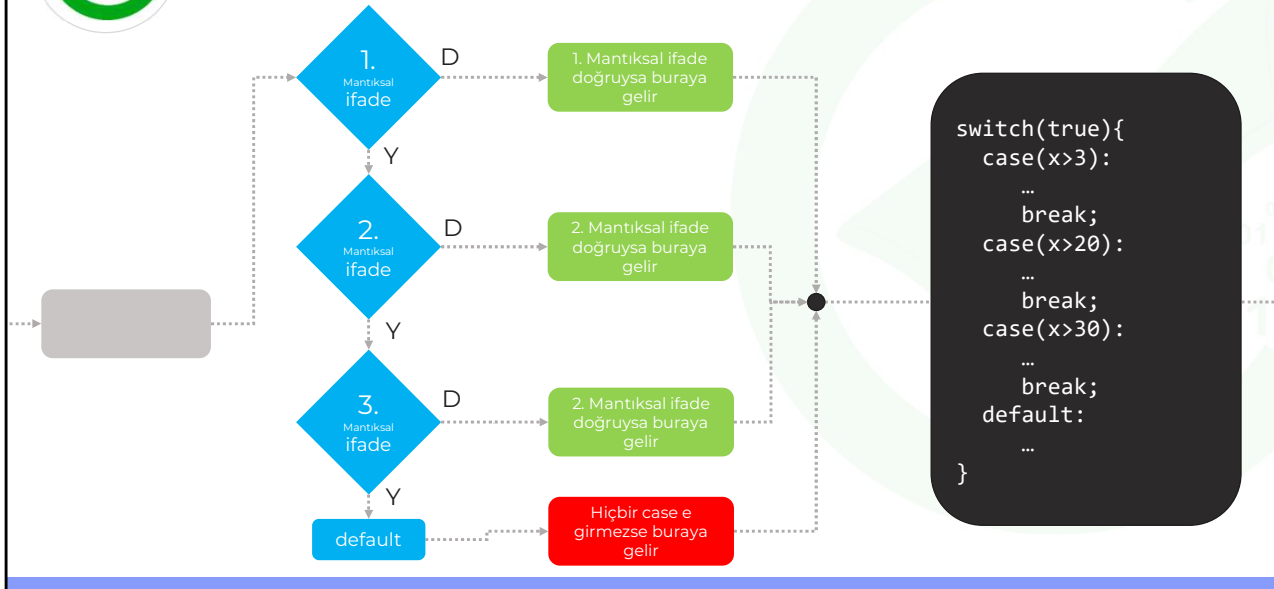 1.
Mantıksal
ifade
D
1. Mantıksal ifade
doğruysa buraya
gelir
Y
2.
Mantıksal
ifade
D
2. Mantıksal ifade
doğruysa buraya
gelir
Y
3.
Mantıksal
ifade
D
2. Mantıksal ifade
doğruysa buraya
gelir
Y
default
Hiçbir case e
girmezse buraya
gelir
switch(true){
case(x>3):
…
break;
case(x>20):
…
break;
case(x>30):
…
break;
default:
…
}